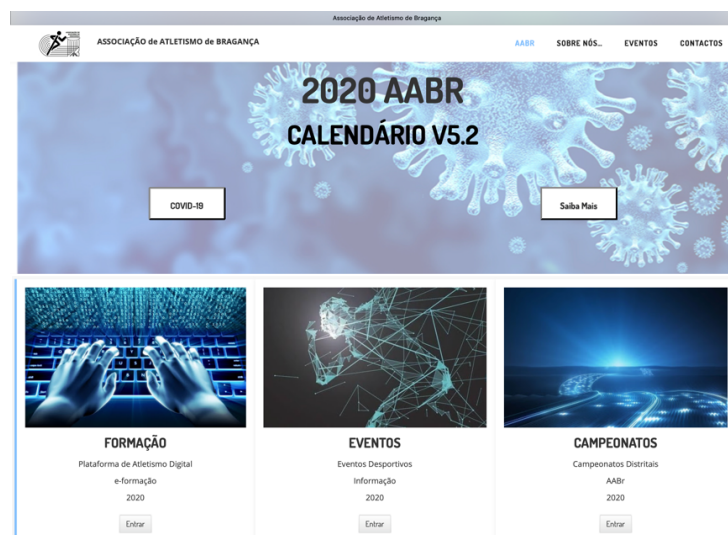 Associação de Atletismo de Bragança
ASSOCIAÇÃO de ATLETISMO de BRAGANÇA
AABR SOBRE NÓS... EVENTOS CONTACTOS
2020 AABR
CALENDÁRIO V5.2
COVID-19 Saiba Mais
FORMAÇÃO
Plataforma de Atletismo Digital
e-formação
2020
Entrar
EVENTOS
Eventos Desportivos
Informação
2020
Entrar
CAMPEONATOS
Campeonatos Distritais
AABr
2020
Entrar